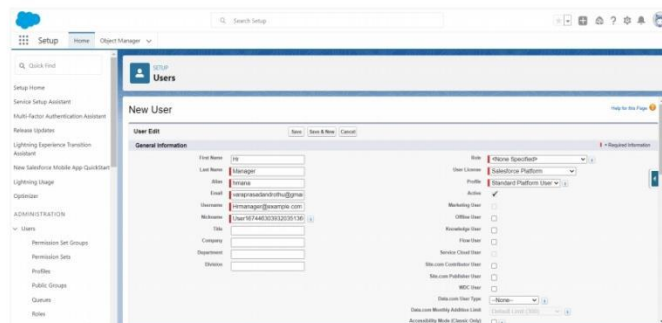 Search Setup
Setup Home Object Manager
Quick Find
Setup Home
Service Setup Assistant
Multi-Factor Authentication Assistant
Release Updates
Lightning Experience Transition
Assistant
New Salesforce Mobile App QuickStart
Lightning Usage
Optimizer
ADMINISTRATION
Users
Permission Set Groups
Permission Sets
Profiles
Public Groups
Queues
Roles
SETUP
Users
New User
Help for this Page
User Edit Save Save & New Cancel
General Information = Required Information
First Name Hr
Last Name Manager
Alias hmana
Email
Username Hrmanager@example.com
Nickname
Title
Company
Department
Division
Role <None Specified>
User License Salesforce Platform
Profile Standard Platform User
Active
Marketing User
Offline User
Knowledge User
Flow User
Service Cloud User
Site.com Contributor User
Site.com Publisher User
WDC User
Data.com User Type --None--
Data.com Monthly Addition Limit Default Limit (300)
Accessibility Mode (Classic Only)